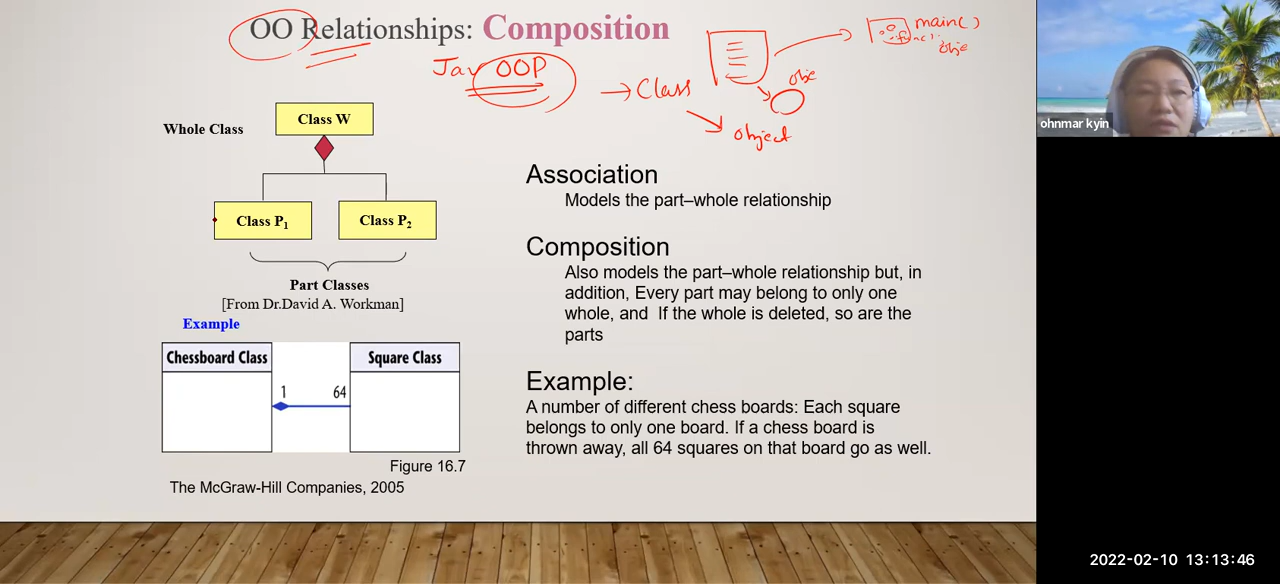 OO Relationships: Composition
Java OOP
→ Class
object
obje
main()
obje
ohnmar kyin
Whole Class
Class W
Class P1
Class P2
Part Classes
[From Dr.David A. Workman]
Example
Chessboard Class
Square Class
1
64
Figure 16.7
The McGraw-Hill Companies, 2005
Association
Models the part–whole relationship
Composition
Also models the part–whole relationship but, in
addition, Every part may belong to only one
whole, and If the whole is deleted, so are the
parts
Example:
A number of different chess boards: Each square
belongs to only one board. If a chess board is
thrown away, all 64 squares on that board go as well.
2022-02-10 13:13:46